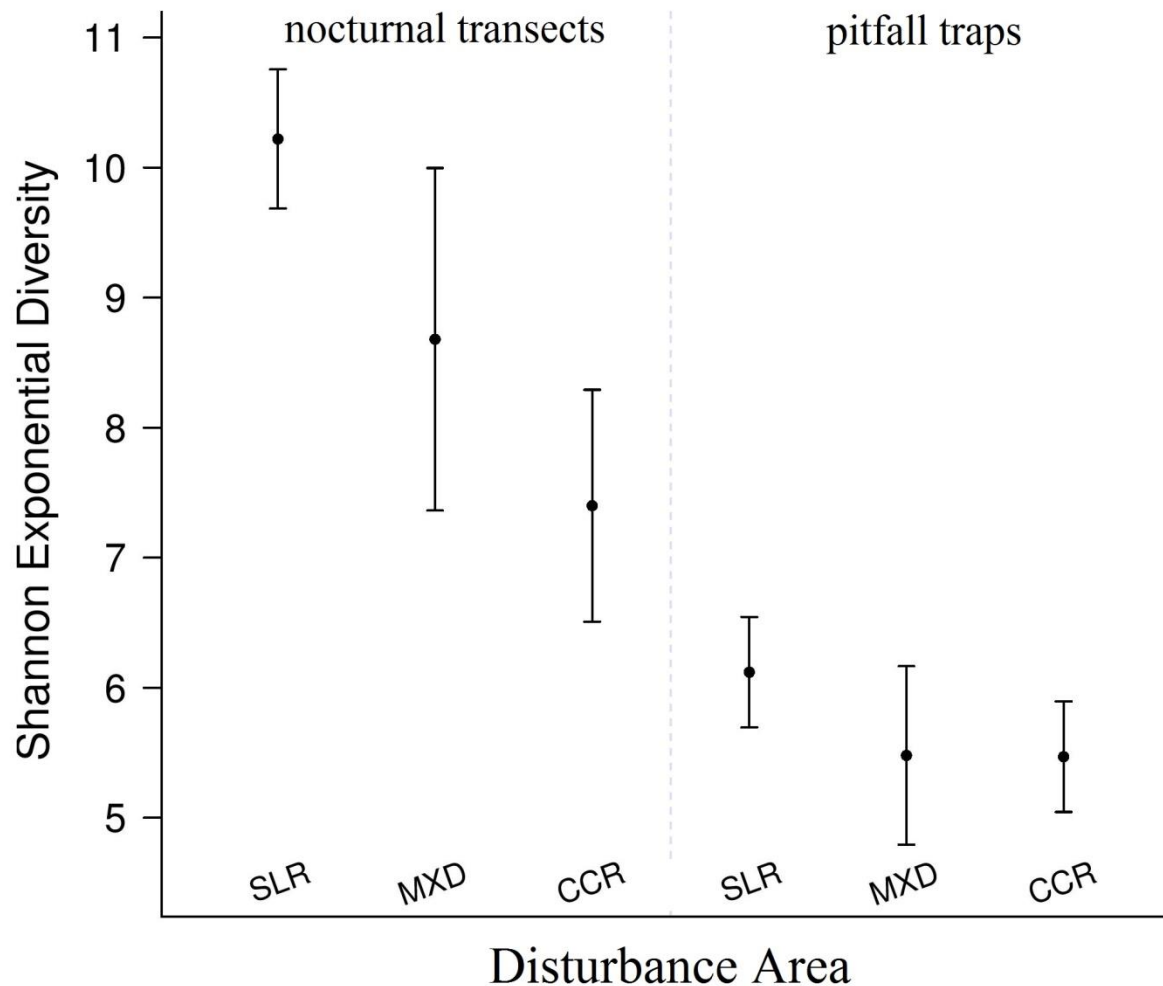 nocturnal transects
pitfall traps
Shannon Exponential Diversity
11
10
9
8
7
6
5
SLR
MXD
CCR
SLR
MXD
CCR
Disturbance Area